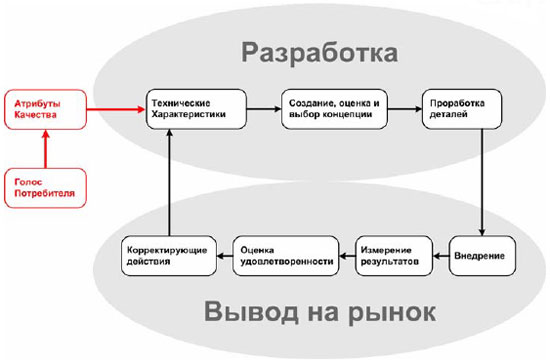 Разработка
Атрибуты
Качества
Технические
Характеристики
Создание, оценка и
выбор концепции
Проработка
деталей
Голос
Потребителя
Корректирующие
действия
Оценка
удовлетворенности
Измерение
результатов
Внедрение
Вывод на рынок